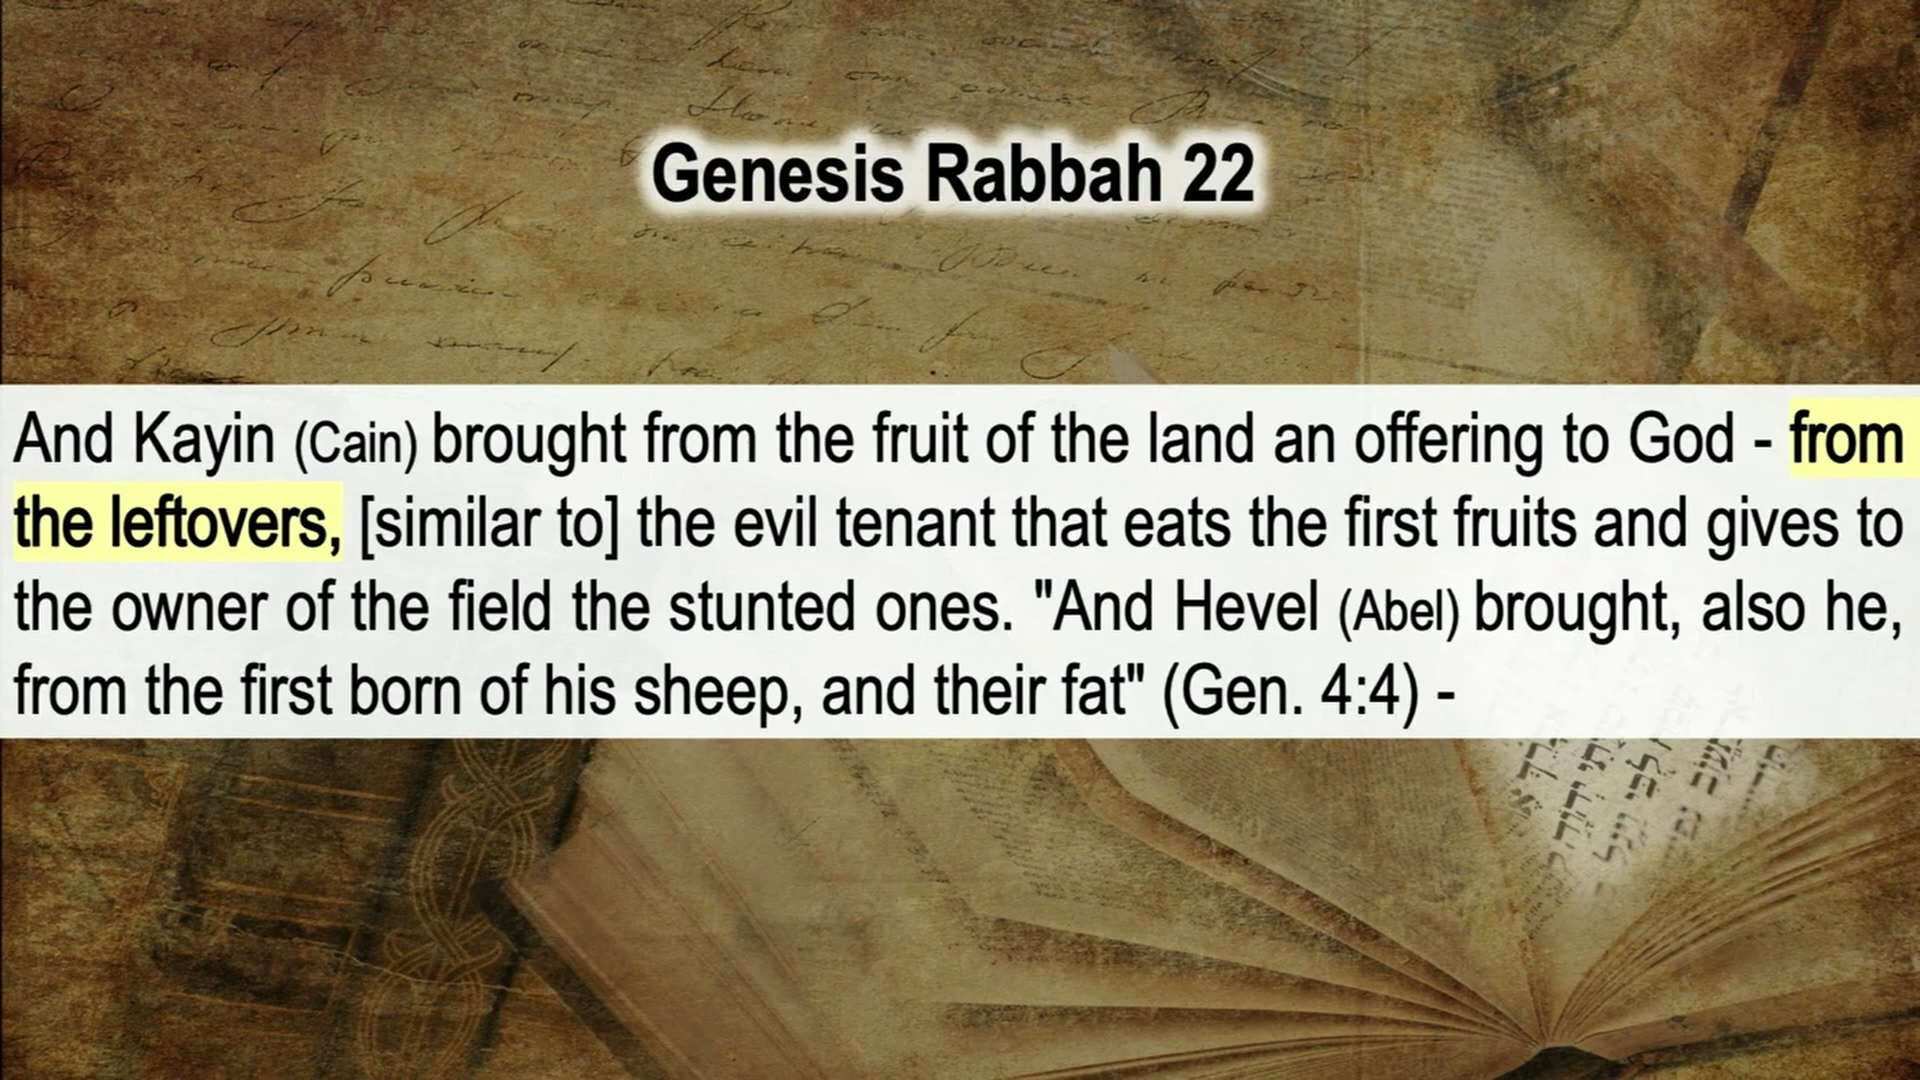 Genesis Rabbah 22
And Kayin (Cain) brought from the fruit of the land an offering to God - from
the leftovers, [similar to] the evil tenant that eats the first fruits and gives to
the owner of the field the stunted ones. "And Hevel (Abel) brought, also he,
from the first born of his sheep, and their fat" (Gen. 4:4) -